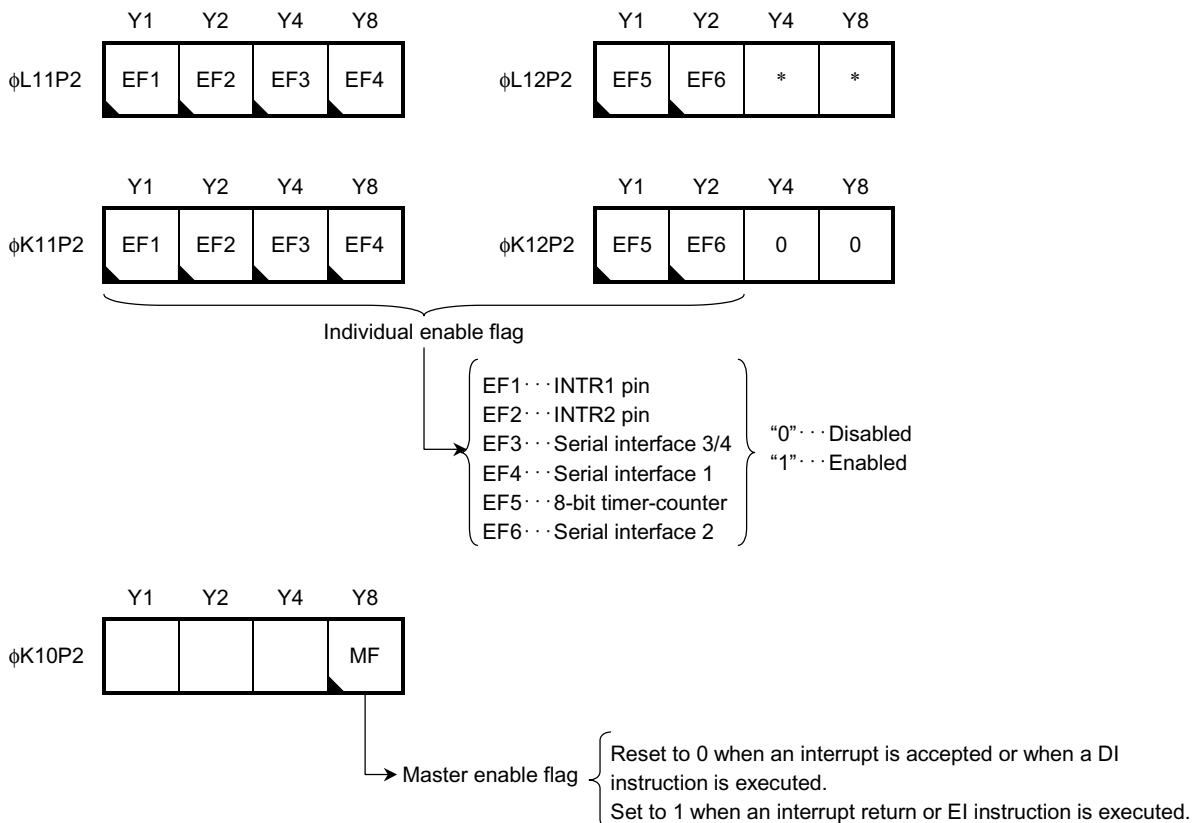 Y1 Y2 Y4 Y8
ϕL11P2 EF1 EF2 EF3 EF4
Y1 Y2 Y4 Y8
ϕL12P2 EF5 EF6 * *
Y1 Y2 Y4 Y8
ϕK11P2 EF1 EF2 EF3 EF4
Y1 Y2 Y4 Y8
ϕK12P2 EF5 EF6 0 0
Individual enable flag
EF1···INTR1 pin
EF2···INTR2 pin
EF3···Serial interface 3/4
EF4···Serial interface 1
EF5···8-bit timer-counter
EF6···Serial interface 2
“0”···Disabled
“1”···Enabled
Y1 Y2 Y4 Y8
ϕK10P2 MF
Master enable flag
Reset to 0 when an interrupt is accepted or when a DI
instruction is executed.
Set to 1 when an interrupt return or EI instruction is executed.